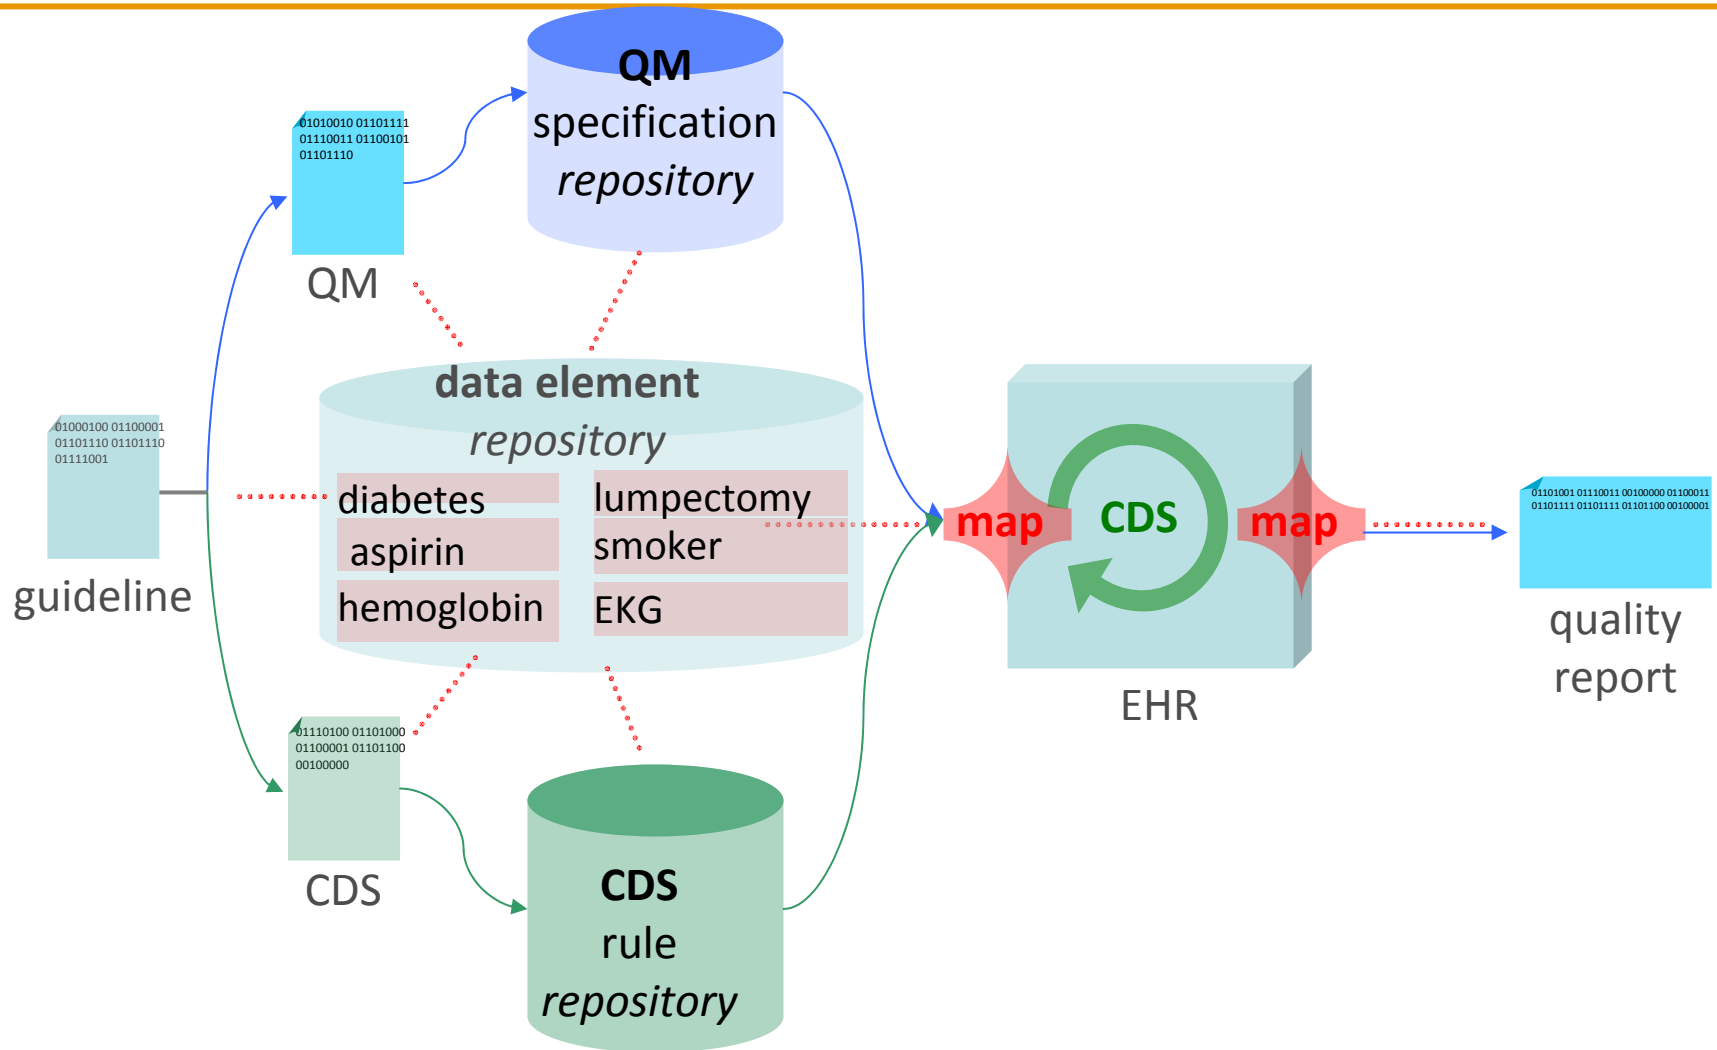 QM
specification
repository
01010010 01101111
01110011 01100101
01101110
QM
data element
repository
01000100 01100001
01101110 01101110
01111001
guideline
diabetes
lumpectomy
aspirin
smoker
hemoglobin
EKG
map
CDS
map
EHR
01101001 01110011 00100000 01100011
01101111 01101111 01101100 00100001
quality
report
01110100 01101000
01100001 01101100
00100000
CDS
CDS
rule
repository